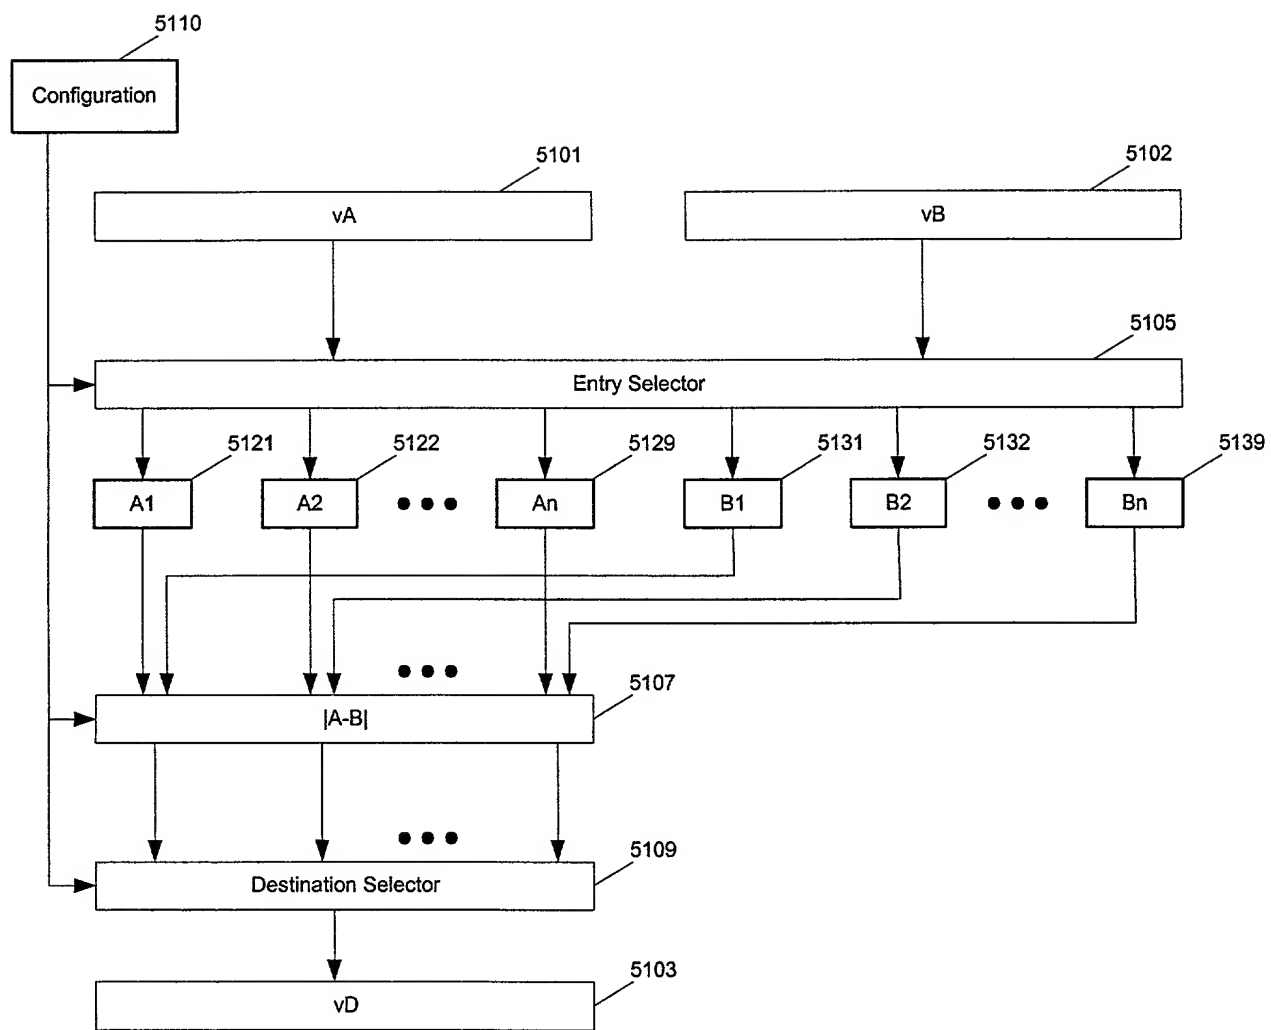 5110
Configuration
5101
5102
vA
vB
5105
Entry Selector
5121
5122
5129
5131
5132
5139
A1
A2
An
B1
B2
Bn
5107
|A-B|
5109
Destination Selector
5103
vD